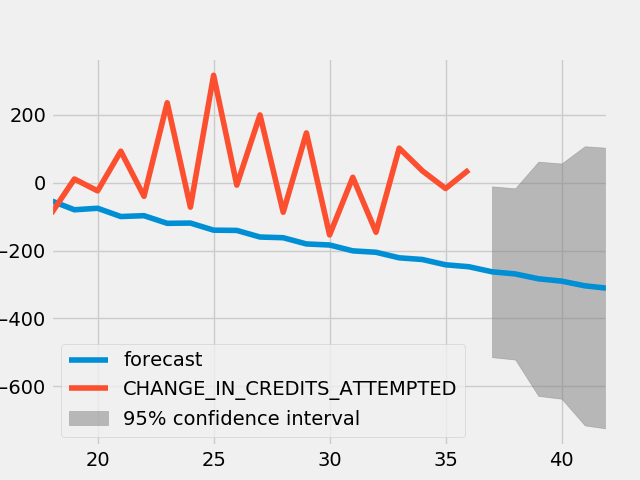 200
0
−200
−400
−600
forecast
CHANGE_IN_CREDITS_ATTEMPTED
95% confidence interval
20 25 30 35 40